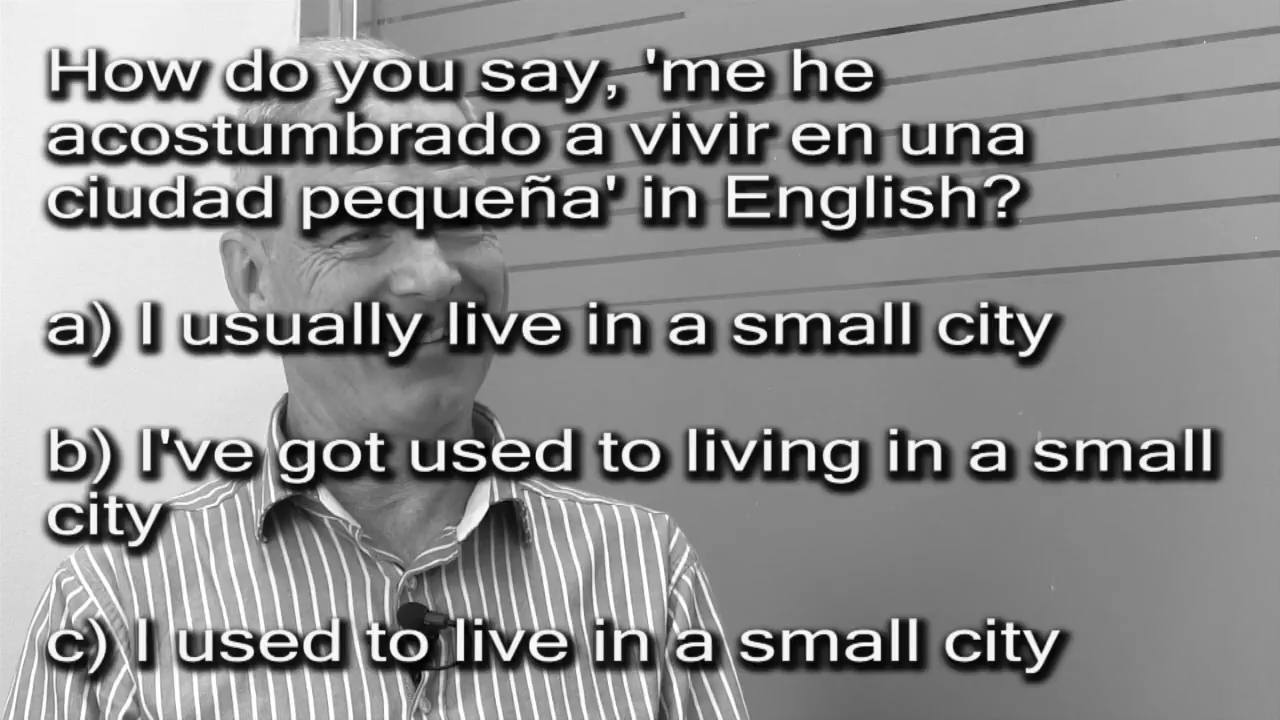 How do you say, 'me he
acostumbrado a vivir en una
ciudad pequeña' in English?
a) I usually live in a small city
b) I've got used to living in a small
city
c) I used to live in a small city